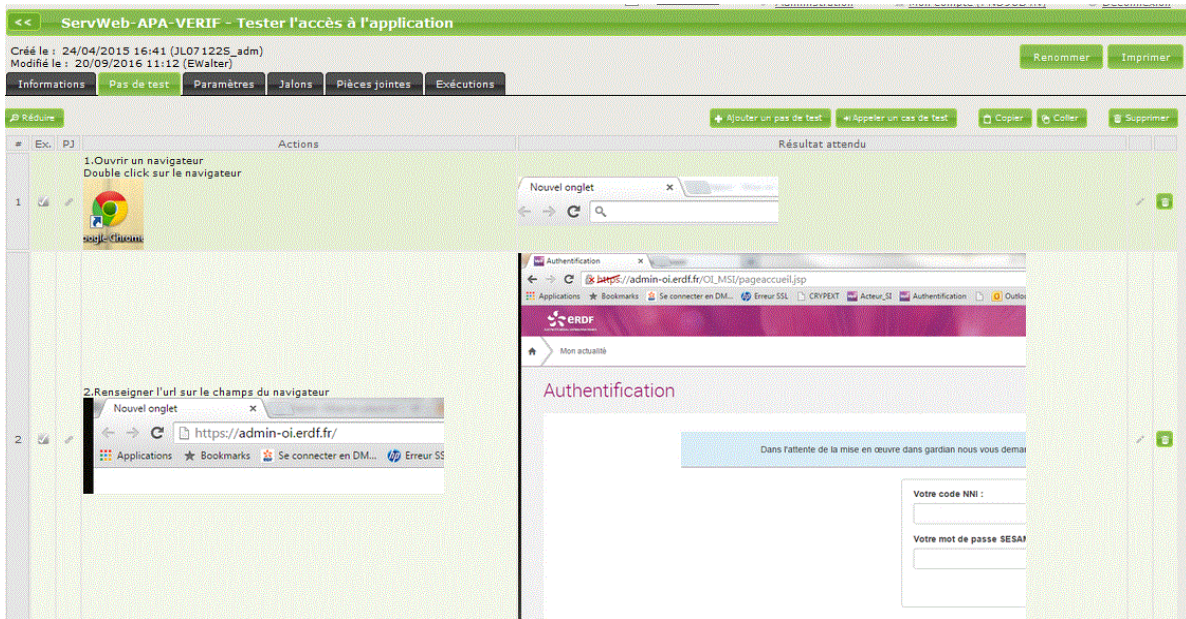 << ServWeb-APA-VERIF - Tester l'accès à l'application
Créé le : 24/04/2015 16:41 (JL07122S_adm)
Modifié le : 20/09/2016 11:12 (EWalter)
Renommer Imprimer
Informations Pas de test Paramètres Jalons Pièces jointes Exécutions
Réduire
Ajouter un pas de test Appeler un cas de test Copier Coller Supprimer
# Ex. PJ Actions Résultat attendu
1
1.Ouvrir un navigateur
Double click sur le navigateur
Nouvel onglet
2
2.Renseigner l'url sur le champs du navigateur
Nouvel onglet
https://admin-oi.erdf.fr/
Applications Bookmarks Se connecter en DM... Erreur SS
Authentification
https://admin-oi.erdf.fr/OI_MSI/pageaccueil.jsp
Applications Bookmarks Se connecter en DM... Erreur SSL CRYPEXT Acteur_SI Authentification Outlo
ERDF
Mon actualité
Authentification
Dans l'attente de la mise en œuvre dans gardian nous vous demar
Votre code NNI :
Votre mot de passe SESAM